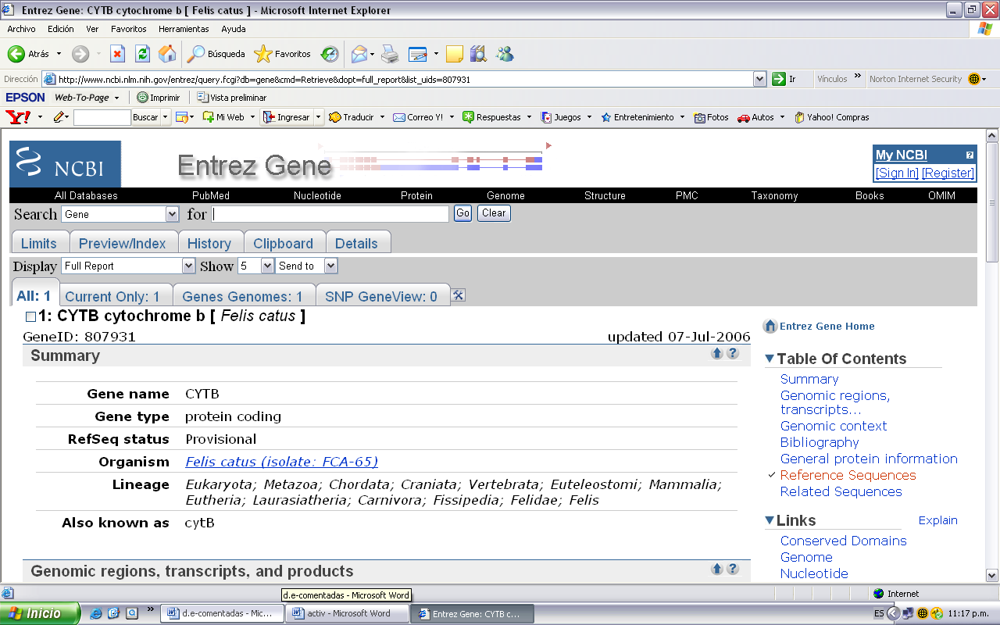 Entrez Gene: CYTB cytochrome b [ Felis catus ] - Microsoft Internet Explorer
Archivo Edición Ver Favoritos Herramientas Ayuda
Atrás Búsqueda Favoritos
Dirección http://www.ncbi.nlm.nih.gov/entrez/query.fcgi?db=gene&cmd=Retrieve&dopt=full_report&list_uids=807931 Ir Vínculos » Norton Internet Security
EPSON Web-To-Page Imprimir Vista preliminar
Y! Buscar Mi Web Ingresar Traducir Correo Y! Respuestas Juegos Entretenimiento Fotos Autos Yahoo! Compras
NCBI Entrez Gene My NCBI ?
[Sign In] [Register]
All Databases PubMed Nucleotide Protein Genome Structure PMC Taxonomy Books OMIM
Search Gene for Go Clear
Limits Preview/Index History Clipboard Details
Display Full Report Show 5 Send to
All: 1 Current Only: 1 Genes Genomes: 1 SNP GeneView: 0
1: CYTB cytochrome b [ Felis catus ]
GeneID: 807931 updated 07-Jul-2006
Summary ?
Gene name CYTB
Gene type protein coding
RefSeq status Provisional
Organism Felis catus (isolate: FCA-65)
Lineage Eukaryota; Metazoa; Chordata; Craniata; Vertebrata; Euteleostomi; Mammalia;
Eutheria; Laurasiatheria; Carnivora; Fissipedia; Felidae; Felis
Also known as cytB
Genomic regions, transcripts, and products ?
Entrez Gene Home
Table Of Contents
Summary
Genomic regions,
transcripts...
Genomic context
Bibliography
General protein information
Reference Sequences
Related Sequences
Links Explain
Conserved Domains
Genome
Nucleotide
d.e-comentadas - Microsoft Word
Internet
Inicio » d.e-comentadas - Mic... activ - Microsoft Word Entrez Gene: CYTB c... ES 11:17 p.m.